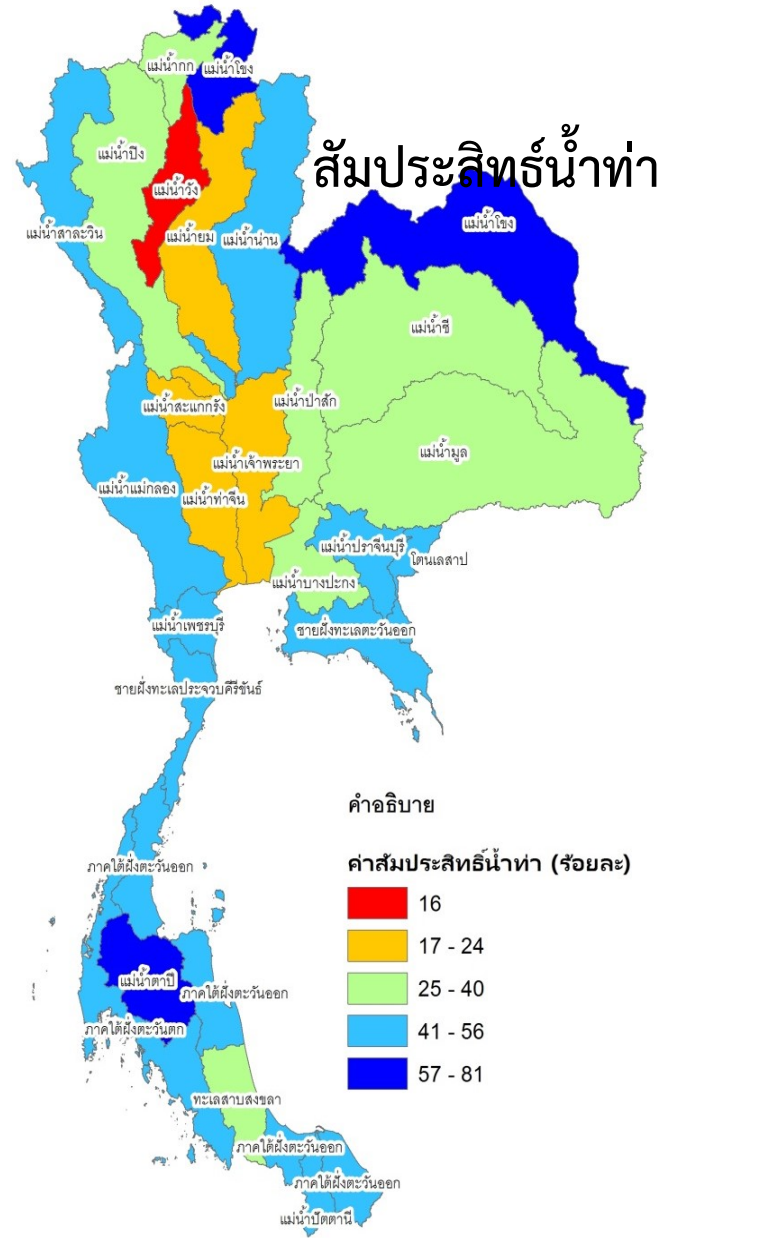 แม่น้ำกก
แม่น้ำโขง
สัมประสิทธ์น้ำท่า
แม่น้ำปิง
แม่น้ำวัง
แม่น้ำโขง
แม่น้ำสาละวิน
แม่น้ำยม
แม่น้ำน่าน
แม่น้ำชี
แม่น้ำสะแกกรัง
แม่น้ำป่าสัก
แม่น้ำมูล
แม่น้ำเจ้าพระยา
แม่น้ำแม่กลอง
แม่น้ำท่าจีน
แม่น้ำปราจีนบุรี
โตนเลสาป
แม่น้ำบางปะกง
แม่น้ำเพชรบุรี
ชายฝั่งทะเลตะวันออก
ชายฝั่งทะเลประจวบคีรีขันธ์
คำอธิบาย
ค่าสัมประสิทธิ์น้ำท่า (ร้อยละ)
16
17 - 24
25 - 40
41 - 56
57 - 81
ภาคใต้ฝั่งตะวันออก
แม่น้ำตาปี
ภาคใต้ฝั่งตะวันออก
ภาคใต้ฝั่งตะวันตก
ทะเลสาบสงขลา
ภาคใต้ฝั่งตะวันออก
ภาคใต้ฝั่งตะวันออก
แม่น้ำปัตตานี